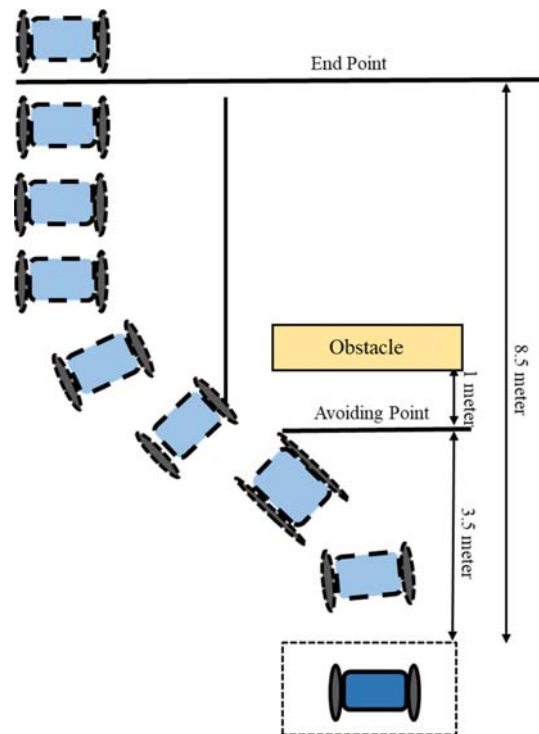 End Point
Obstacle
1 meter
8.5 meter
Avoiding Point
3.5 meter